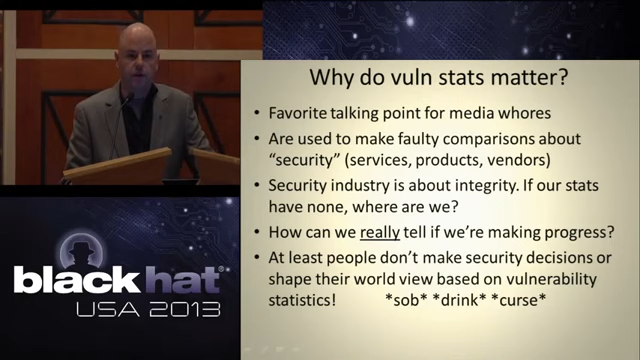 Why do vuln stats matter?
• Favorite talking point for media whores
• Are used to make faulty comparisons about
"security" (services, products, vendors)
• Security industry is about integrity. If our stats
have none, where are we?
• How can we really tell if we're making progress?
• At least people don't make security decisions or
shape their world view based on vulnerability
statistics! *sob* *drink* *curse*
black hat
USA 2013